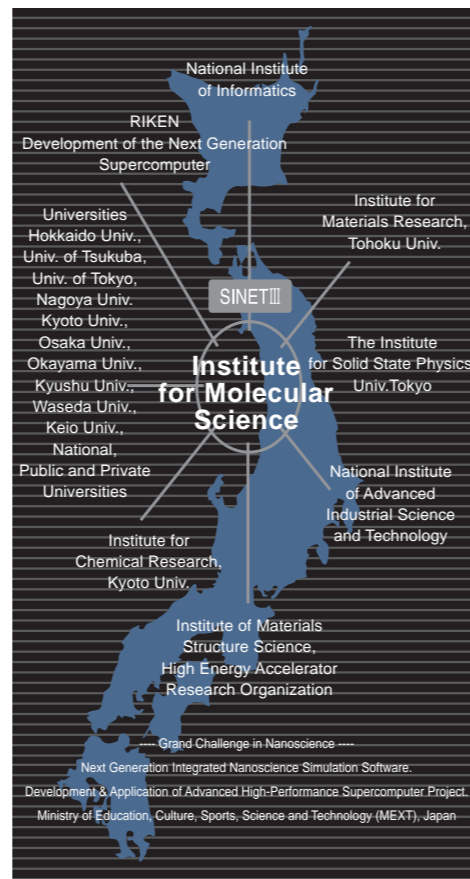 National Institute
of Informatics
RIKEN
Development of the Next Generation
Supercomputer
Institute for
Materials Research,
Tohoku Univ.
Universities
Hokkaido Univ.,
Univ. of Tsukuba,
Univ. of Tokyo,
Nagoya Univ.
Kyoto Univ.,
Osaka Univ.,
Okayama Univ.,
Kyushu Univ.,
Waseda Univ.,
Keio Univ.,
National,
Public and Private
Universities
SINETⅢ
Institute
for Molecular
Science
The Institute
for Solid State Physics
Univ.Tokyo
National Institute
of Advanced
Industrial Science
and Technology
Institute for
Chemical Research,
Kyoto Univ.
Institute of Materials
Structure Science,
High Energy Accelerator
Research Organization
---- Grand Challenge in Nanoscience ----
Next Generation Integrated Nanoscience Simulation Software.
Development & Application of Advanced High-Performance Supercomputer Project.
Ministry of Education, Culture, Sports, Science and Technology (MEXT), Japan